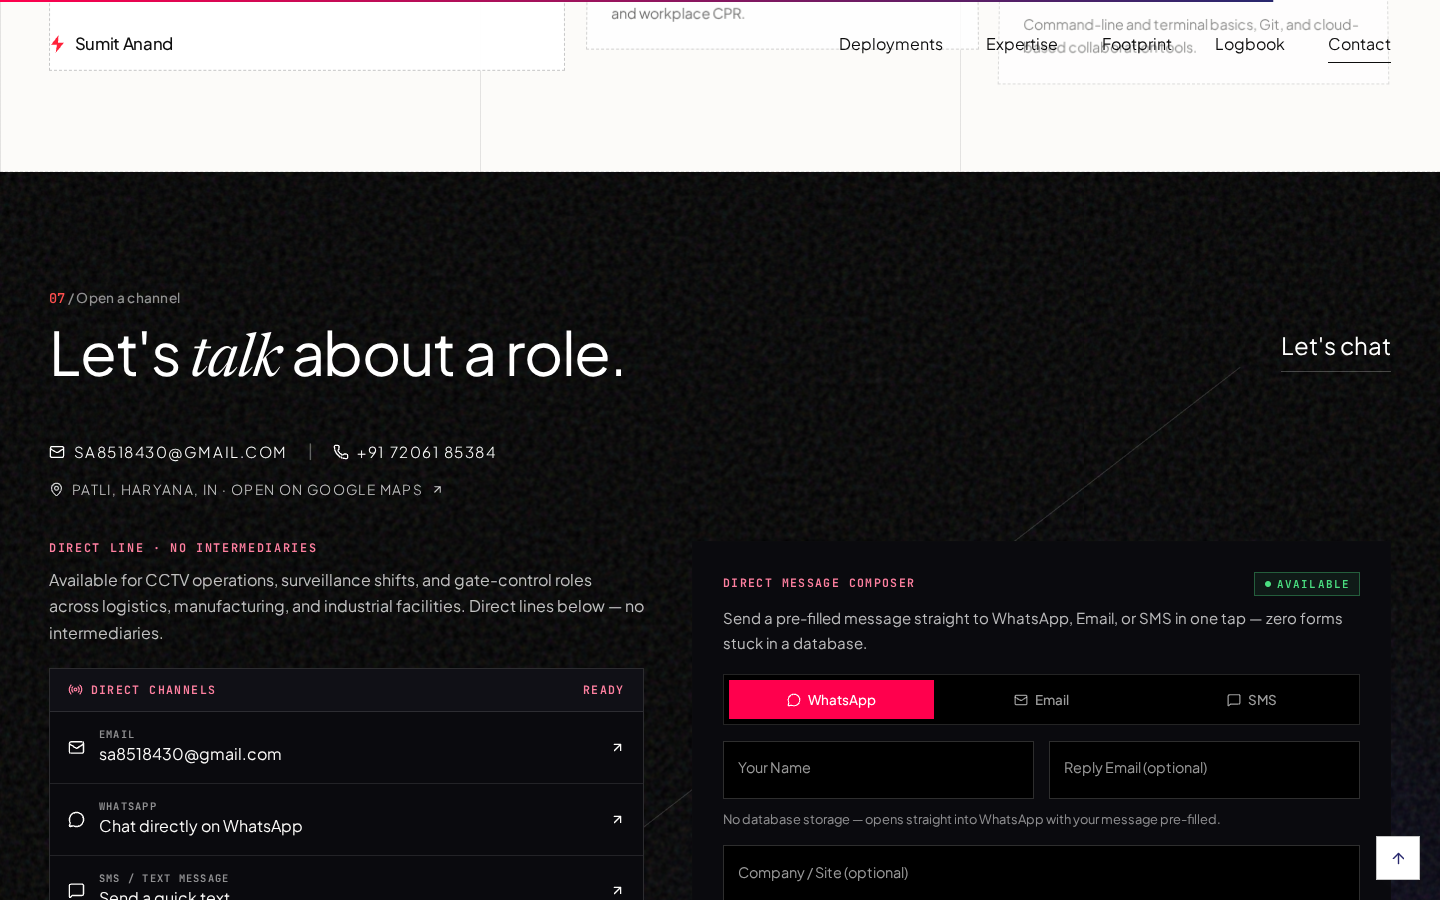 and workplace CPR.
Command-line and terminal basics, Git, and cloud-
based collaboration tools.
Sumit Anand
Deployments
Expertise
Footprint
Logbook
Contact
07 / Open a channel
Let's talk about a role.
Let's chat
SA8518430@GMAIL.COM | +91 72061 85384
PATLI, HARYANA, IN · OPEN ON GOOGLE MAPS
DIRECT LINE · NO INTERMEDIARIES
Available for CCTV operations, surveillance shifts, and gate-control roles
across logistics, manufacturing, and industrial facilities. Direct lines below — no
intermediaries.
DIRECT CHANNELS
READY
EMAIL
sa8518430@gmail.com
WHATSAPP
Chat directly on WhatsApp
SMS / TEXT MESSAGE
Send a quick text
DIRECT MESSAGE COMPOSER
AVAILABLE
Send a pre-filled message straight to WhatsApp, Email, or SMS in one tap — zero forms
stuck in a database.
WhatsApp
Email
SMS
Your Name
Reply Email (optional)
No database storage — opens straight into WhatsApp with your message pre-filled.
Company / Site (optional)